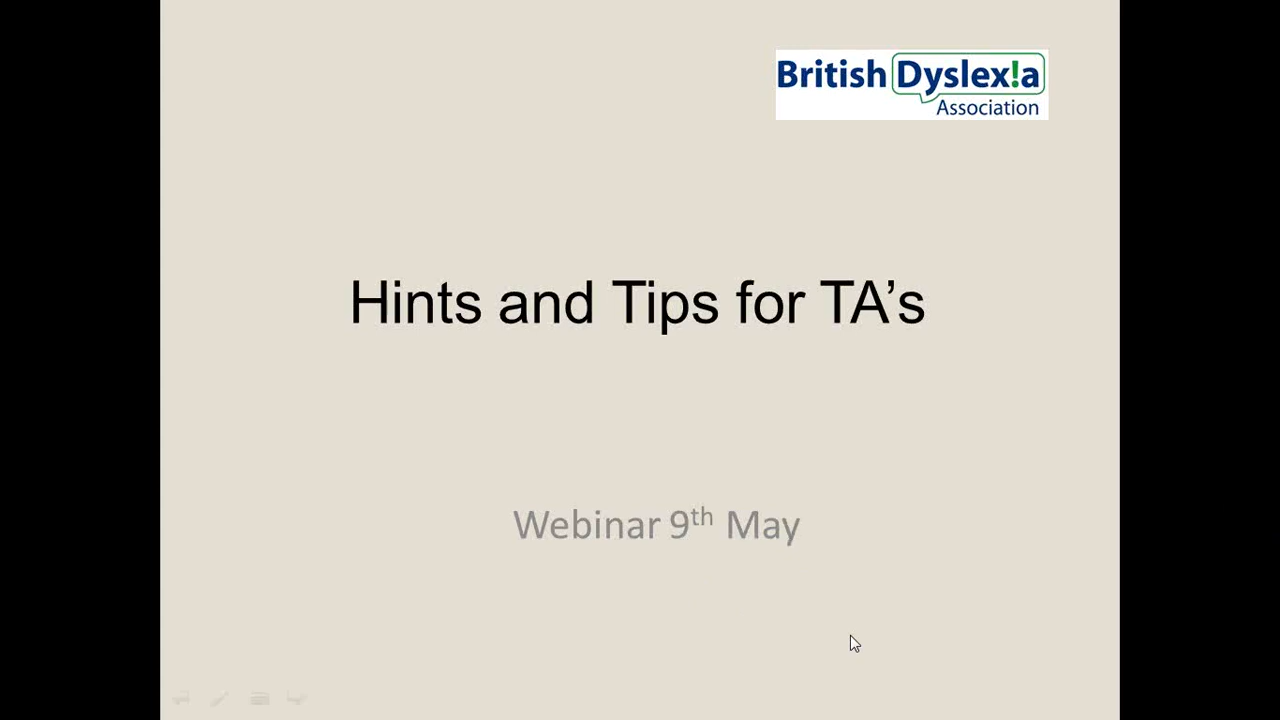 British Dyslex!a
Association
Hints and Tips for TA’s
Webinar 9th May